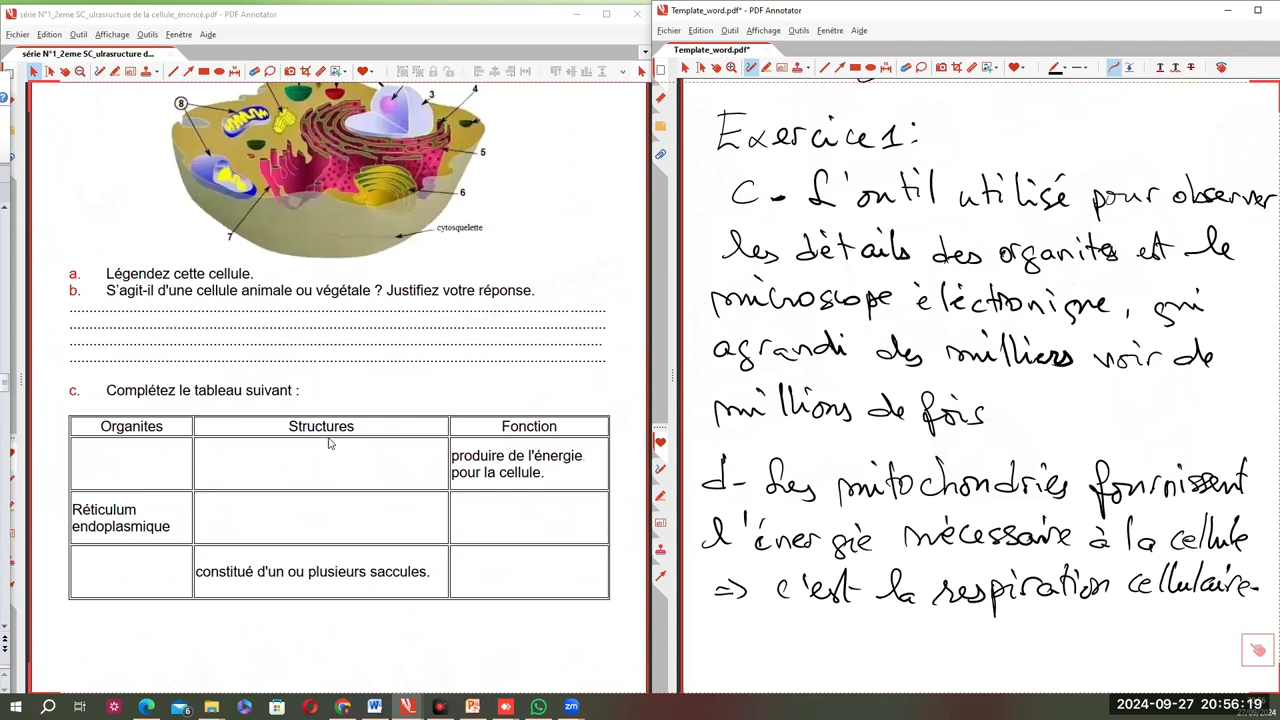 série N°1_2eme SC_ulrasructure de la cellule_énoncé.pdf - PDF Annotator
Fichier Edition Outil Affichage Outils Fenêtre Aide
série N°1_2eme SC_ulrasructure d...
8
3
4
5
6
7
cytosquelette
a. Légendez cette cellule.
b. S'agit-il d'une cellule animale ou végétale ? Justifiez votre réponse.
c. Complétez le tableau suivant :
Organites Structures Fonction
produire de l'énergie
pour la cellule.
Réticulum
endoplasmique
constitué d'un ou plusieurs saccules.
Template_word.pdf* - PDF Annotator
Fichier Edition Outil Affichage Outils Fenêtre Aide
Template_word.pdf*
Exercice 1:
c - L'outil utilisé pour observer
les détails des organites est le
microscope électronique, qui
agrandi des milliers voir de
millions de fois
d- Les mitochondries fournissent
l'énergie nécessaire à la cellule
=> c'est la respiration cellulaire.
2024-09-27 20:56:19